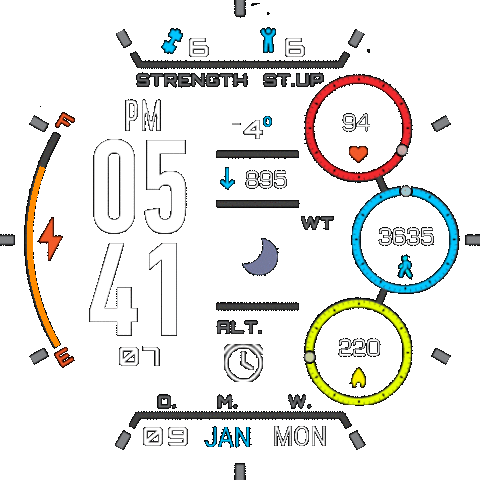 6 6
STRENGTH ST.UP
F
PM
05
41
07
E
-4°
895
WT
ALT.
94
3635
220
D. M. W.
09 JAN MON